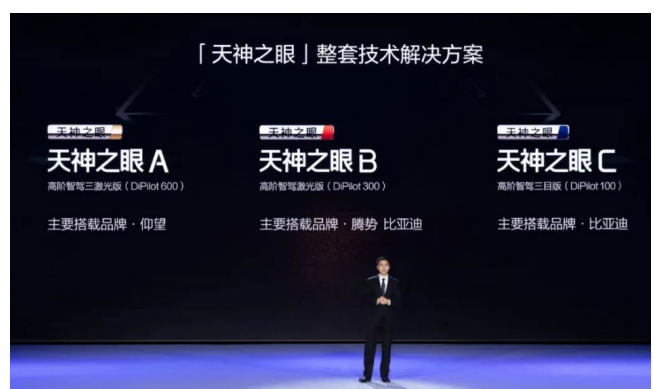 「天神之眼」整套技术解决方案
天神之眼
天神之眼 A
高阶智驾三激光版（DiPilot 600）
主要搭载品牌 · 仰望
天神之眼
天神之眼 B
高阶智驾激光版（DiPilot 300）
主要搭载品牌 · 腾势 比亚迪
天神之眼
天神之眼 C
高阶智驾三目版（DiPilot 100）
主要搭载品牌 · 比亚迪